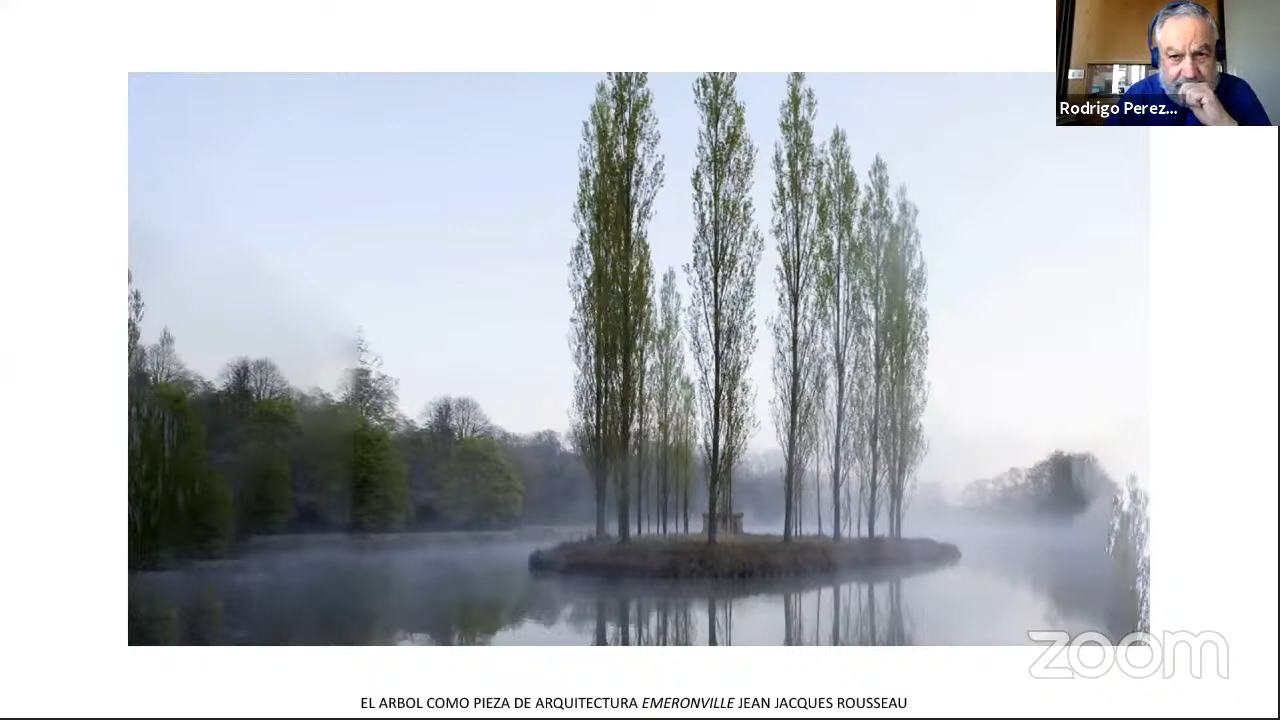 Rodrigo Perez...
zoom
EL ARBOL COMO PIEZA DE ARQUITECTURA EMERONVILLE JEAN JACQUES ROUSSEAU